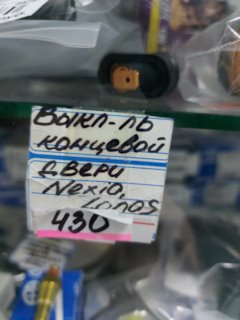 Выкл-ль
концевой
двери
Nexia,
Lanos
430